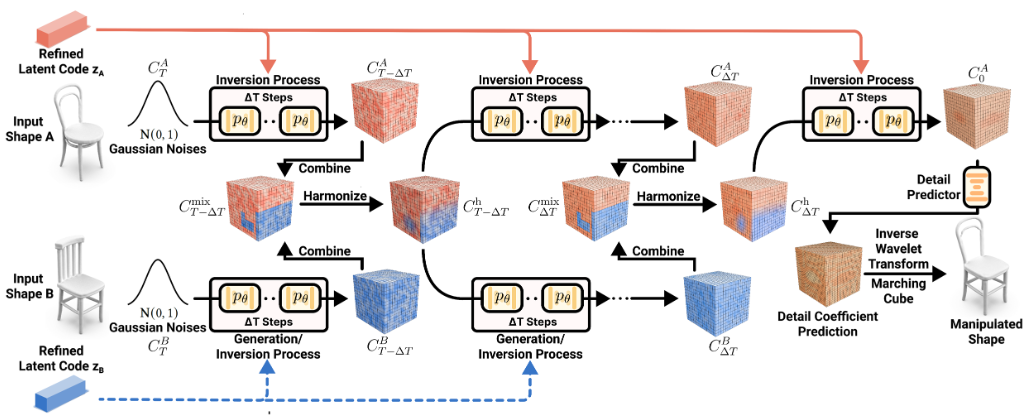 Refined
Latent Code z_A
Input
Shape A
C_T^A
N(0, 1)
Gaussian Noises
Inversion Process
ΔT Steps
p_θ ·· p_θ
C_{T−ΔT}^A
Combine
C_{T−ΔT}^mix
Harmonize
C_{T−ΔT}^h
Combine
Inversion Process
ΔT Steps
p_θ ·· p_θ
C_{ΔT}^A
Combine
C_{ΔT}^mix
Harmonize
C_{ΔT}^h
Combine
Inversion Process
ΔT Steps
p_θ ·· p_θ
C_0^A
Detail
Predictor
Inverse
Wavelet
Transform
Marching
Cube
Detail Coefficient
Prediction
Manipulated
Shape
Input
Shape B
N(0, 1)
Gaussian Noises
C_T^B
p_θ ·· p_θ
ΔT Steps
Generation/
Inversion Process
C_{T−ΔT}^B
p_θ ·· p_θ
ΔT Steps
Generation/
Inversion Process
C_{ΔT}^B
Refined
Latent Code z_B